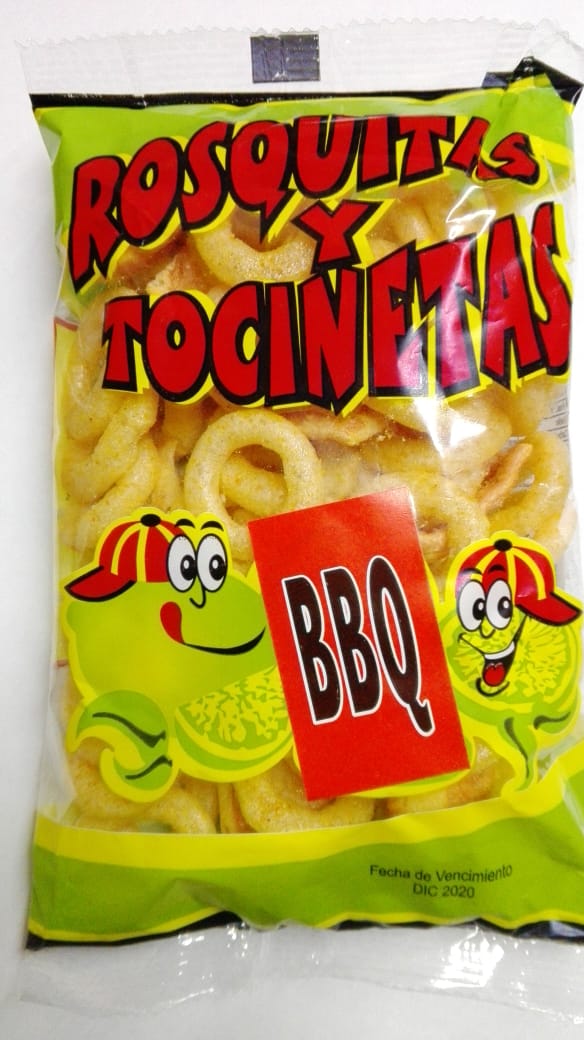 ROSQUITAS
Y
TOCINETAS
BBQ
Fecha de Vencimiento
DIC 2020